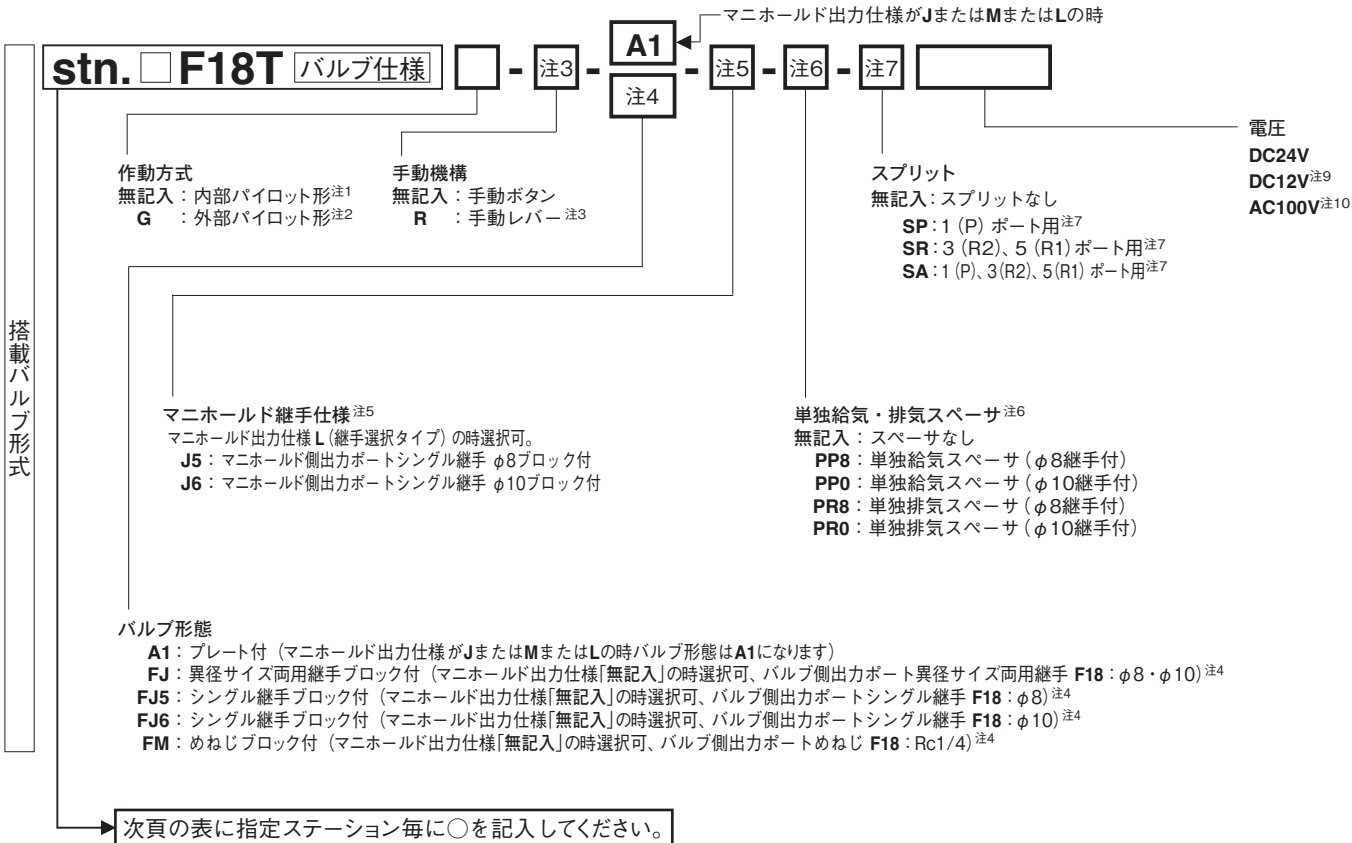 マニホールド出力仕様がJまたはMまたはLの時
搭載バルブ形式
stn.□F18T バルブ仕様 □ - 注3 - A1 - 注5 - 注6 - 注7
注4
作動方式
無記入：内部パイロット形注1
G ：外部パイロット形注2
手動機構
無記入：手動ボタン
R ：手動レバー注3
スプリット
無記入：スプリットなし
SP：1（P）ポート用注7
SR：3（R2）、5（R1）ポート用注7
SA：1（P）、3（R2）、5（R1）ポート用注7
電圧
DC24V
DC12V注9
AC100V注10
マニホールド継手仕様注5
マニホールド出力仕様L（継手選択タイプ）の時選択可。
J5：マニホールド側出力ポートシングル継手 φ8ブロック付
J6：マニホールド側出力ポートシングル継手 φ10ブロック付
単独給気・排気スペーサ注6
無記入：スペーサなし
PP8：単独給気スペーサ（φ8継手付）
PP0：単独給気スペーサ（φ10継手付）
PR8：単独排気スペーサ（φ8継手付）
PR0：単独排気スペーサ（φ10継手付）
バルブ形態
A1：プレート付（マニホールド出力仕様がJまたはMまたはLの時バルブ形態はA1になります）
FJ：異径サイズ両用継手ブロック付（マニホールド出力仕様「無記入」の時選択可、バルブ側出力ポート異径サイズ両用継手 F18：φ8・φ10）注4
FJ5：シングル継手ブロック付（マニホールド出力仕様「無記入」の時選択可、バルブ側出力ポートシングル継手 F18：φ8）注4
FJ6：シングル継手ブロック付（マニホールド出力仕様「無記入」の時選択可、バルブ側出力ポートシングル継手 F18：φ10）注4
FM：めねじブロック付（マニホールド出力仕様「無記入」の時選択可、バルブ側出力ポートめねじ F18：Rc1/4）注4
次頁の表に指定ステーション毎に○を記入してください。